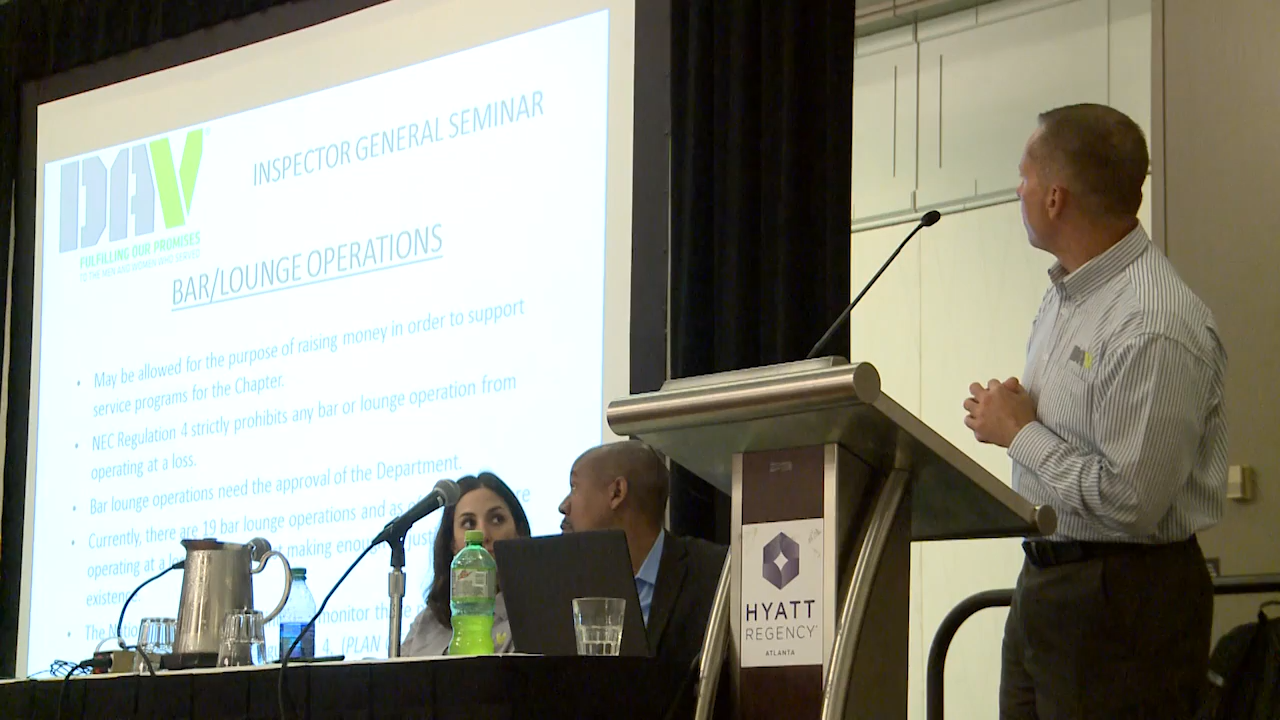 INSPECTOR GENERAL SEMINAR
DAV
FULFILLING OUR PROMISES
TO THE MEN AND WOMEN WHO SERVED
BAR/LOUNGE OPERATIONS
• May be allowed for the purpose of raising money in order to support
service programs for the Chapter.
• NEC Regulation 4 strictly prohibits any bar or lounge operation from
operating at a loss.
• Bar lounge operations need the approval of the Department.
• Currently, there are 19 bar lounge operations and as
operating at a making
• The monitor
4. (PLAN
DAV
HYATT
REGENCY
ATLANTA